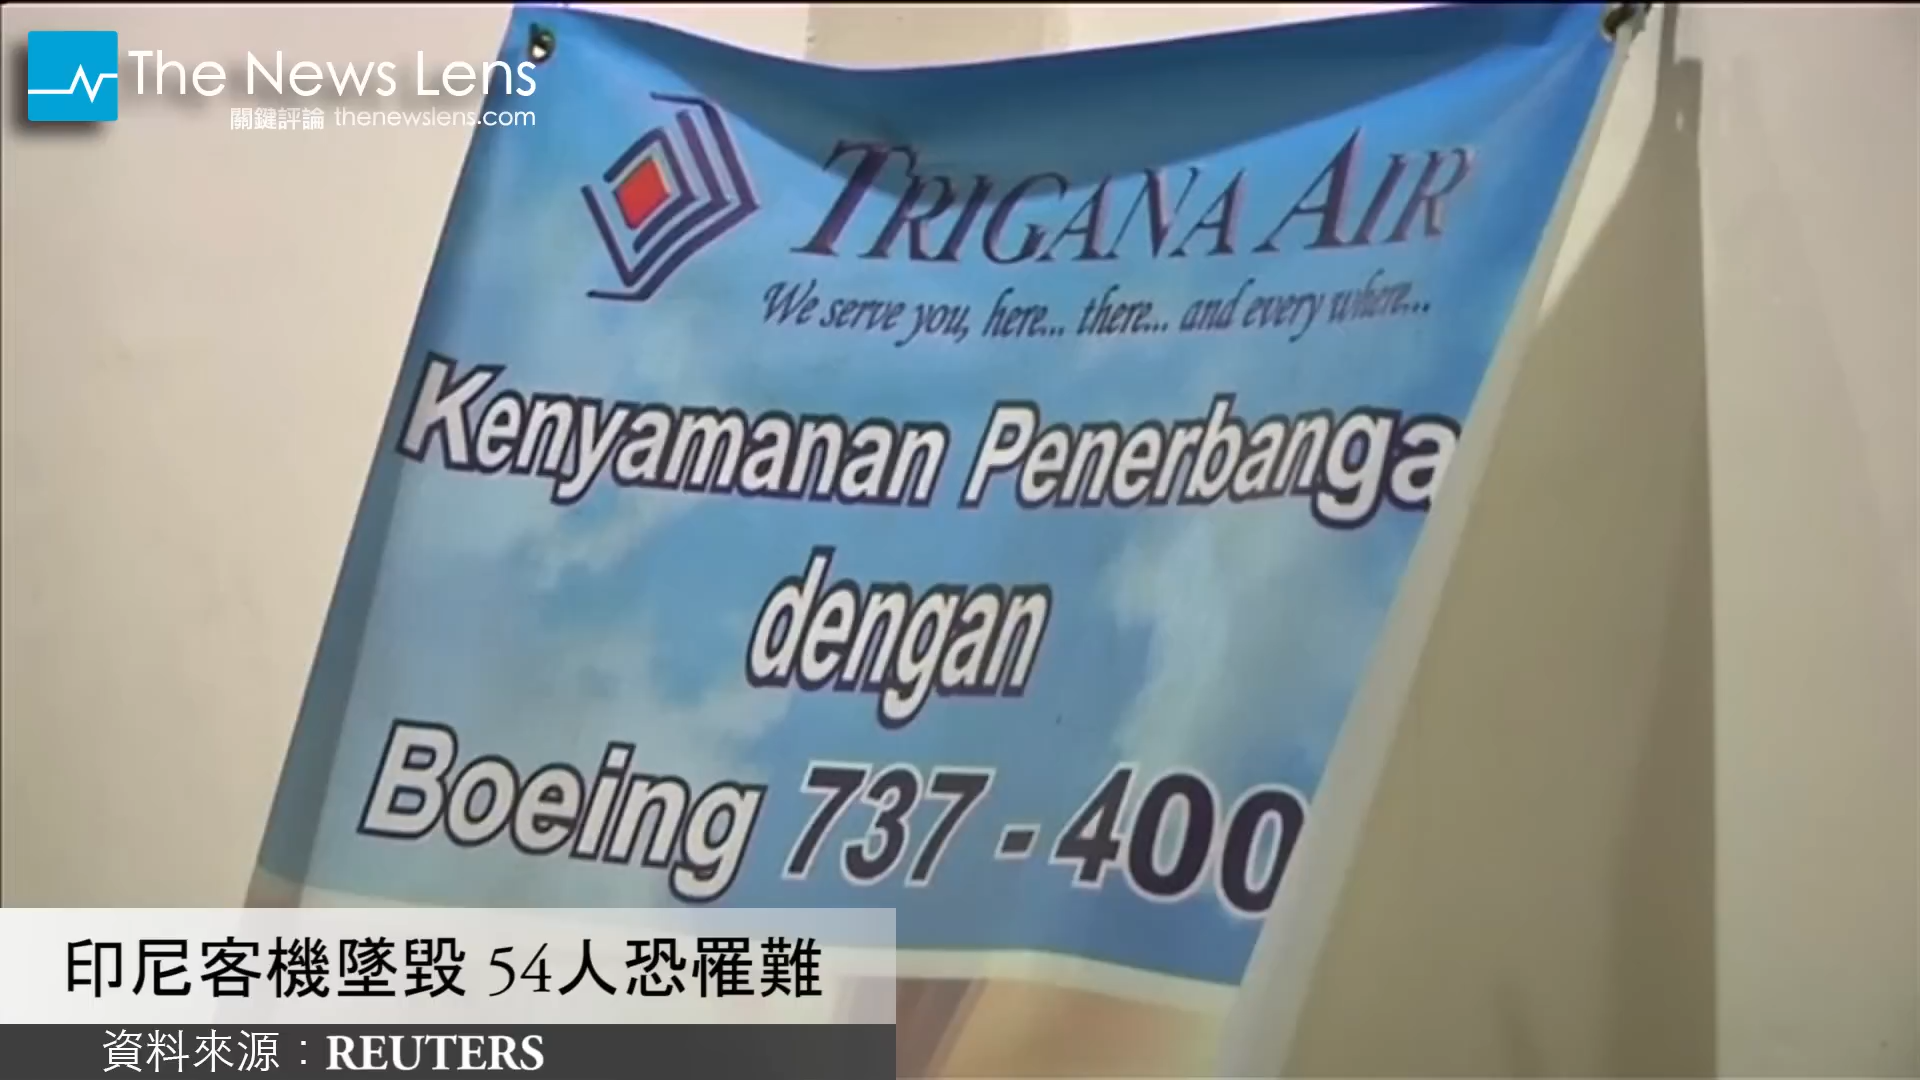 The News Lens
關鍵評論 thenewslens.com
TRIGANA AIR
We serve you, here... there... and every where...
Kenyamanan Penerbanga
dengan
Boeing 737-400
印尼客機墜毀 54人恐罹難
資料來源：REUTERS